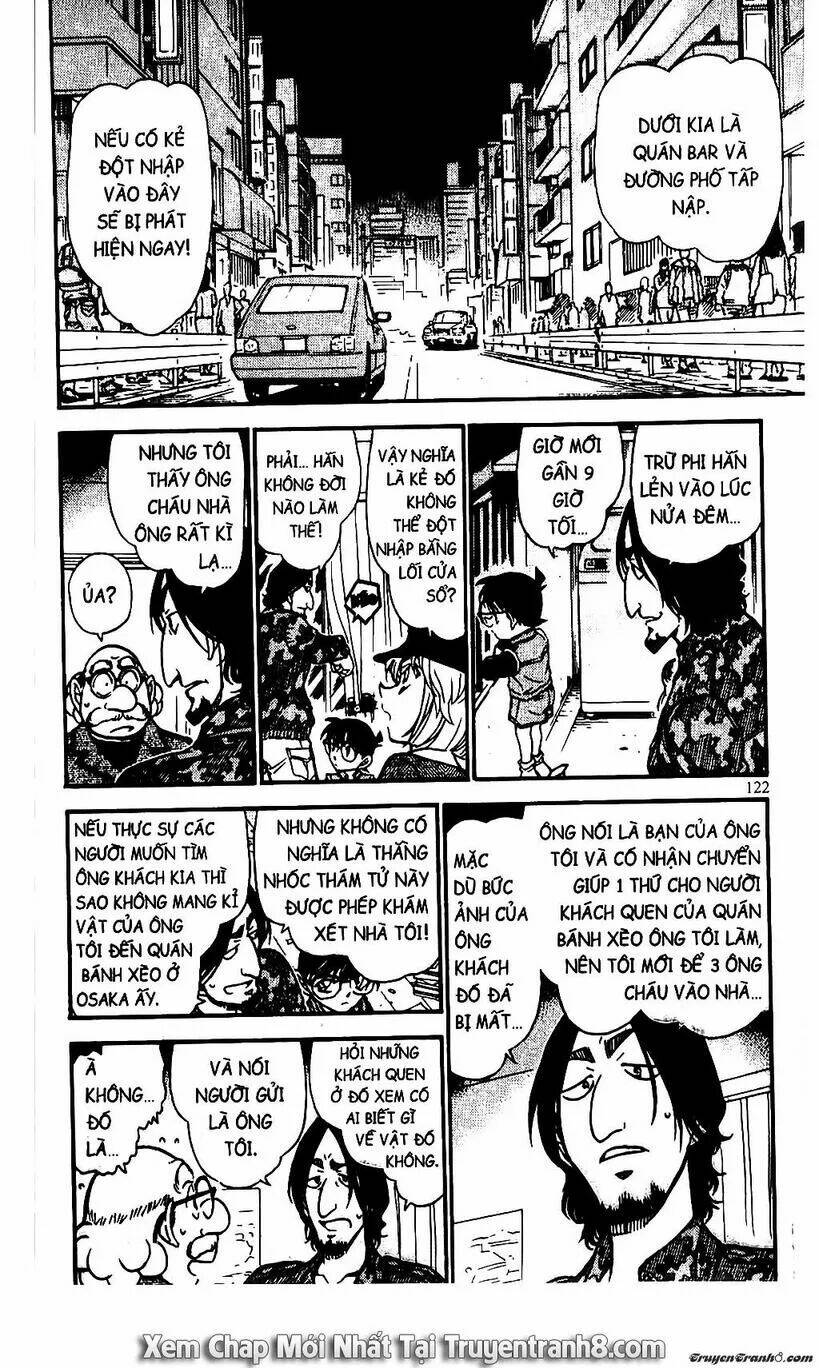 DƯỚI KIA LÀ
QUÁN BAR VÀ
ĐƯỜNG PHỐ TẤP
NẬP.
NẾU CÓ KẺ
ĐỘT NHẬP
VÀO ĐÂY
SẼ BỊ PHÁT
HIỆN NGAY!
TRỪ PHI HẮN
LẺN VÀO LÚC
NỬA ĐÊM...
GIỜ MỚI
GẦN 9
GIỜ
TỐI...
VẬY NGHĨA
LÀ KẺ ĐÓ
KHÔNG
THỂ ĐỘT
NHẬP BẰNG
LỐI CỬA
SỔ?
PHẢI... HẮN
KHÔNG ĐỜI
NÀO LÀM
THẾ!
NHƯNG TÔI
THẤY ÔNG
CHÁU NHÀ
ÔNG RẤT KÌ
LẠ...
ỦA?
122
ÔNG NÓI LÀ BẠN CỦA ÔNG
TÔI VÀ CÓ NHẬN CHUYỂN
GIÚP 1 THỨ CHO NGƯỜI
KHÁCH QUEN CỦA QUÁN
BÁNH XÈO ÔNG TÔI LÀM,
NÊN TÔI MỚI ĐỂ 3 ÔNG
CHÁU VÀO NHÀ...
MẶC
DÙ BỨC
ẢNH CỦA
ÔNG
KHÁCH
ĐÓ ĐÃ
BỊ MẤT...
NHƯNG KHÔNG CÓ
NGHĨA LÀ THẰNG
NHÓC THÁM TỬ NÀY
ĐƯỢC PHÉP KHÁM
XÉT NHÀ TÔI!
NẾU THỰC SỰ CÁC
NGƯỜI MUỐN TÌM
ÔNG KHÁCH KIA THÌ
SAO KHÔNG MANG KỈ
VẬT CỦA ÔNG
TÔI ĐẾN QUÁN
BÁNH XÈO Ở
OSAKA ẤY.
HỎI NHỮNG
KHÁCH QUEN
Ở ĐÓ XEM CÓ
AI BIẾT GÌ
VỀ VẬT ĐÓ
KHÔNG.
VÀ NÓI
NGƯỜI GỬI
LÀ ÔNG
TÔI.
À
KHÔNG...
ĐÓ
LÀ...
Xem Chap Mới Nhất Tại Truyentranh8.com
TruyenTranh8.com